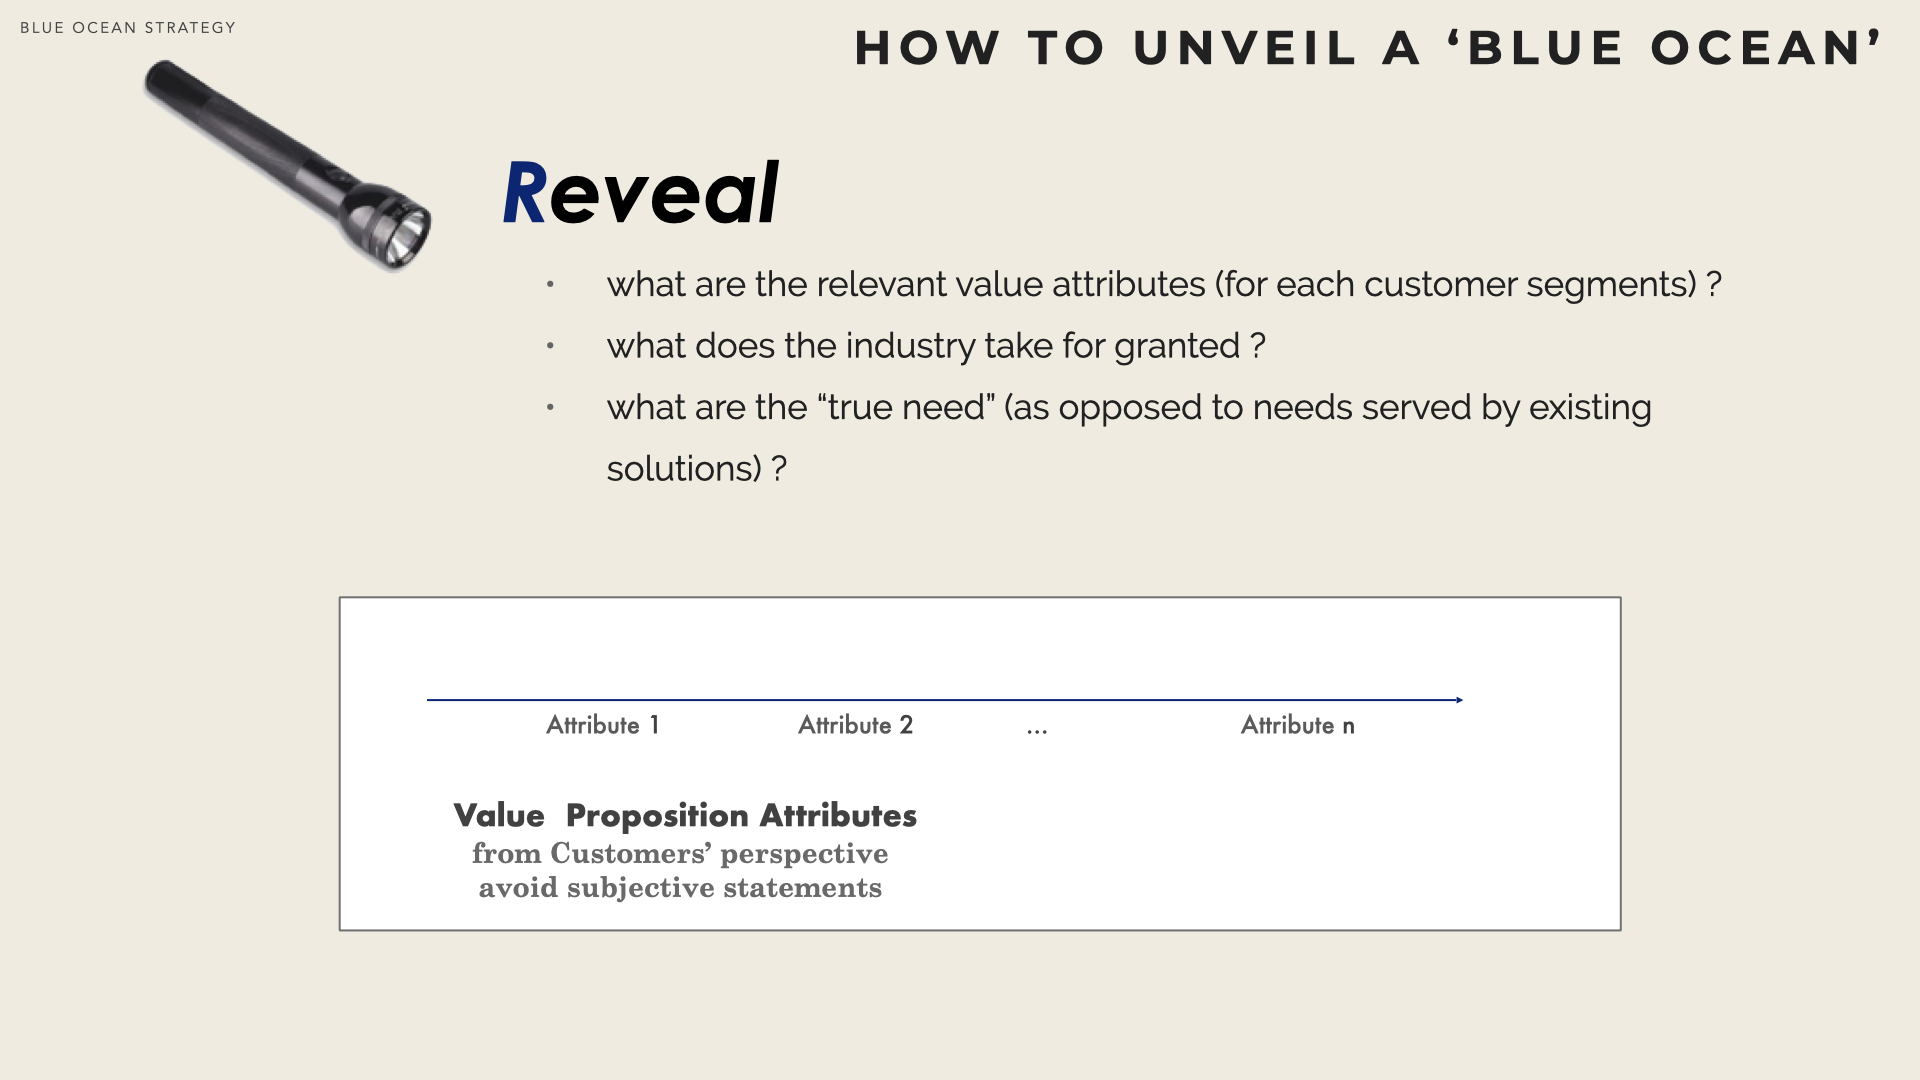 BLUE OCEAN STRATEGY
HOW TO UNVEIL A ‘BLUE OCEAN’
Reveal
• what are the relevant value attributes (for each customer segments) ?
• what does the industry take for granted ?
• what are the “true need” (as opposed to needs served by existing
solutions) ?
Attribute 1 Attribute 2 ... Attribute n
Value Proposition Attributes
from Customers’ perspective
avoid subjective statements